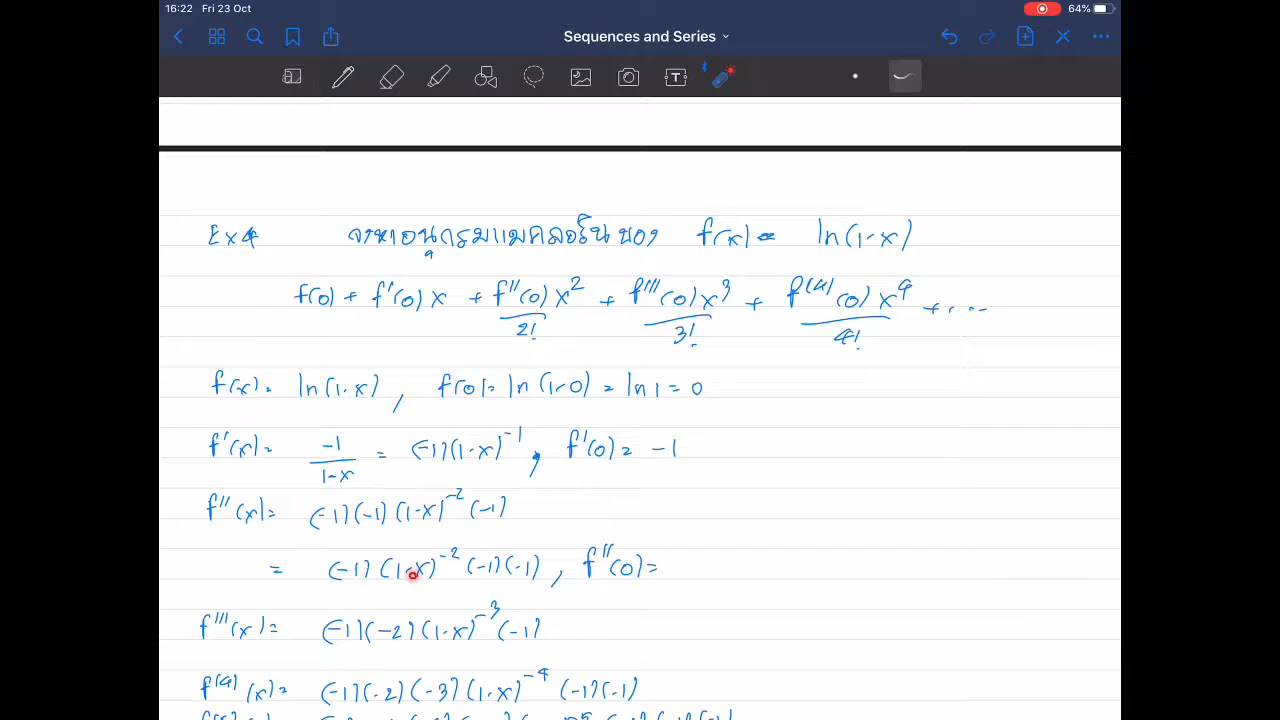 16:22 Fri 23 Oct 64%
Sequences and Series
T
Ex4 จงหาอนุกรมแมคลอรีนของ f(x) = ln(1-x)
f(0) + f'(0)x + f''(0)x²/2! + f'''(0)x³/3! + f⁽⁴⁾(0)x⁴/4! + ...
f(x) = ln(1-x), f(0) = ln(1-0) = ln1 = 0
f'(x) = -1/(1-x) = (-1)(1-x)⁻¹, f'(0) = -1
f''(x) = (-1)(-1)(1-x)⁻²(-1)
= (-1)(1-x)⁻²(-1)(-1), f''(0) =
f'''(x) = (-1)(-2)(1-x)⁻³(-1)
f⁽⁴⁾(x) = (-1)(-2)(-3)(1-x)⁻⁴(-1)(-1)